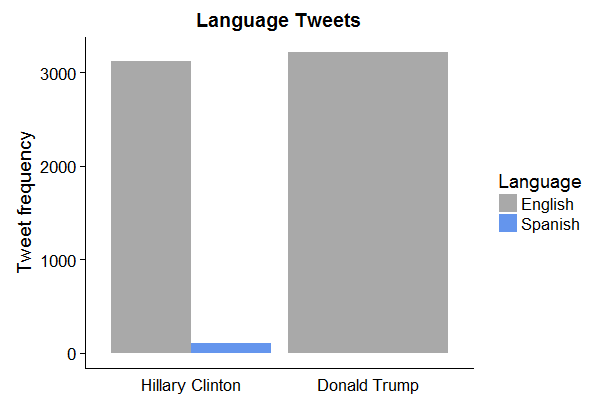 Language Tweets
Tweet frequency
3000
2000
1000
0
Hillary Clinton
Donald Trump
Language
English
Spanish